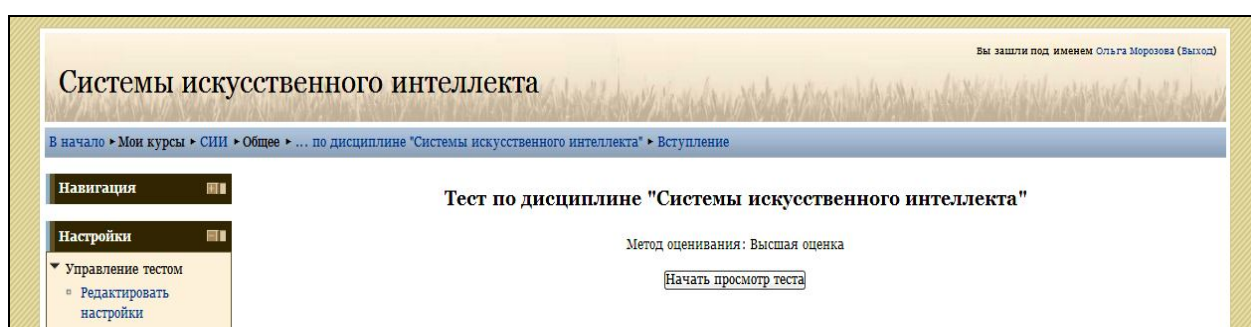 Вы зашли под именем Ольга Морозова (Выход)
Системы искусственного интеллекта
В начало ► Мои курсы ► СИИ ► Общее ► ... по дисциплине "Системы искусственного интеллекта" ► Вступление
Навигация
Тест по дисциплине "Системы искусственного интеллекта"
Настройки
Метод оценивания: Высшая оценка
Управление тестом
Начать просмотр теста
Редактировать
настройки